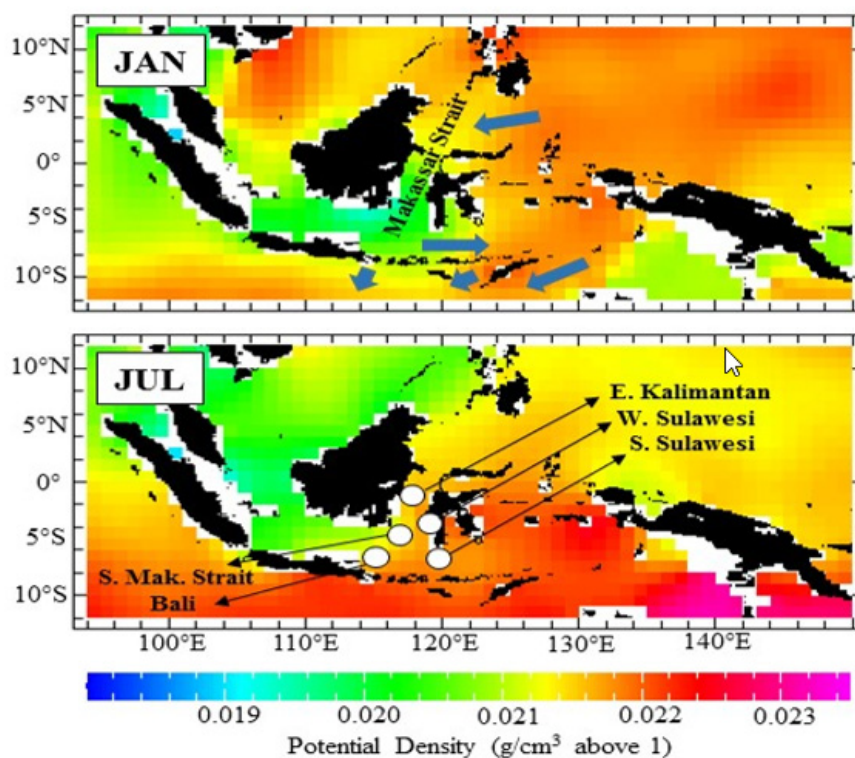 10°N
JAN
5°N
Makassar Strait
0°
5°S
10°S
10°N
JUL
E. Kalimantan
W. Sulawesi
5°N
S. Sulawesi
0°
5°S
S. Mak. Strait
Bali
10°S
100°E 110°E 120°E 130°E 140°E
0.019 0.020 0.021 0.022 0.023
Potential Density (g/cm³ above 1)